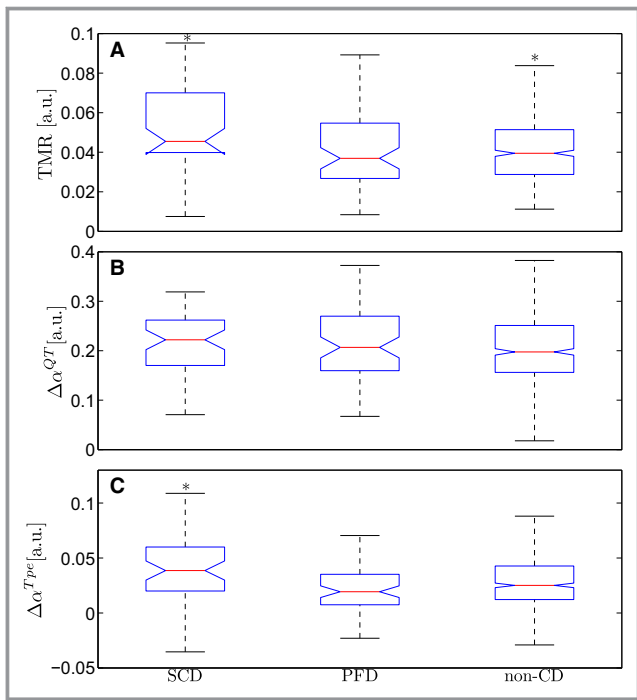 A
TMR [a.u.]
0.1
0.08
0.06
0.04
0.02
0
*
*
B
Δα^{QT}[a.u.]
0.4
0.3
0.2
0.1
0
C
Δα^{Tpe}[a.u.]
0.1
0.05
0
−0.05
*
SCD PFD non-CD